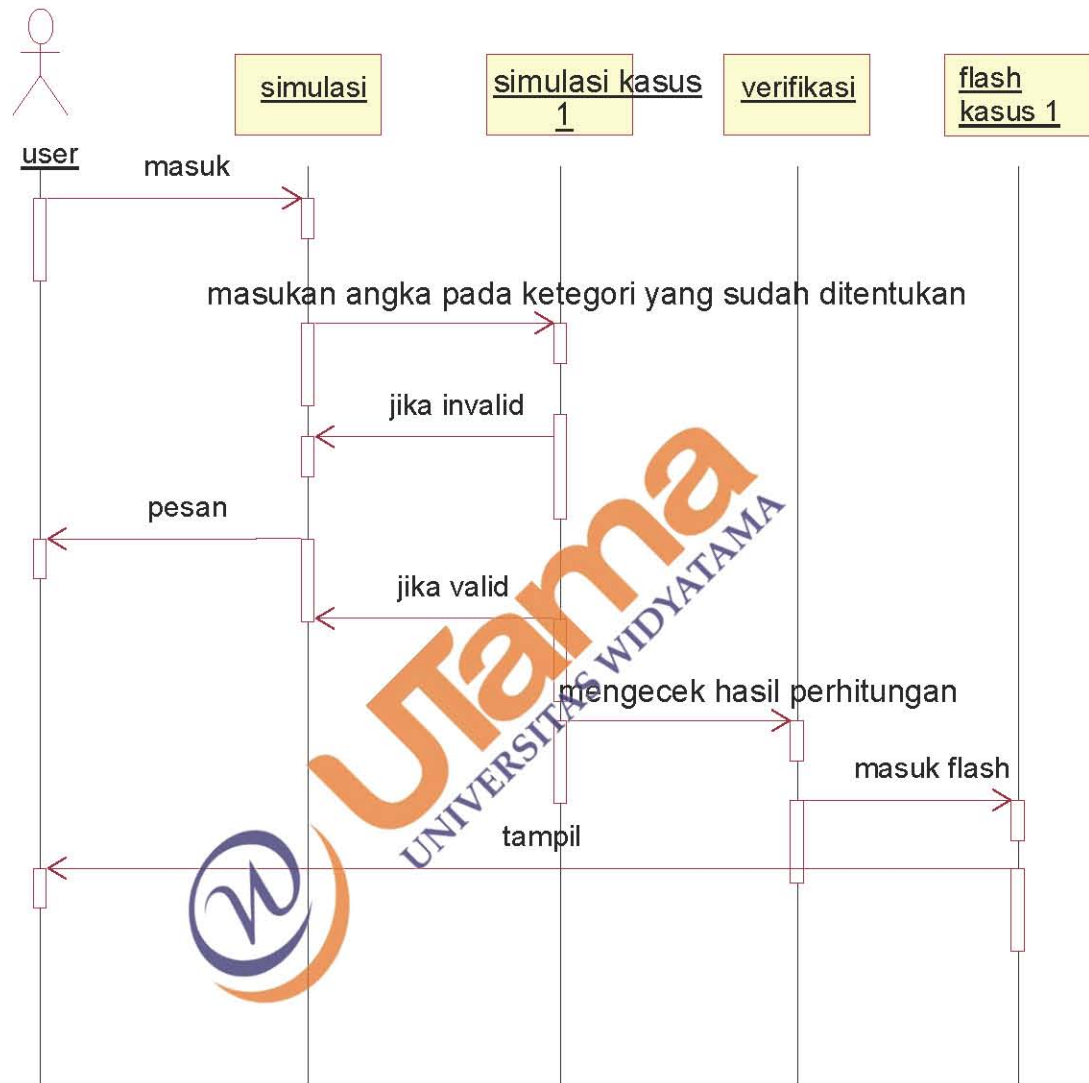 simulasi
simulasi kasus
1
verifikasi
flash
kasus 1
user
masuk
masukan angka pada ketegori yang sudah ditentukan
jika invalid
pesan
jika valid
mengecek hasil perhitungan
masuk flash
tampil
UTama
UNIVERSITAS WIDYATAMA